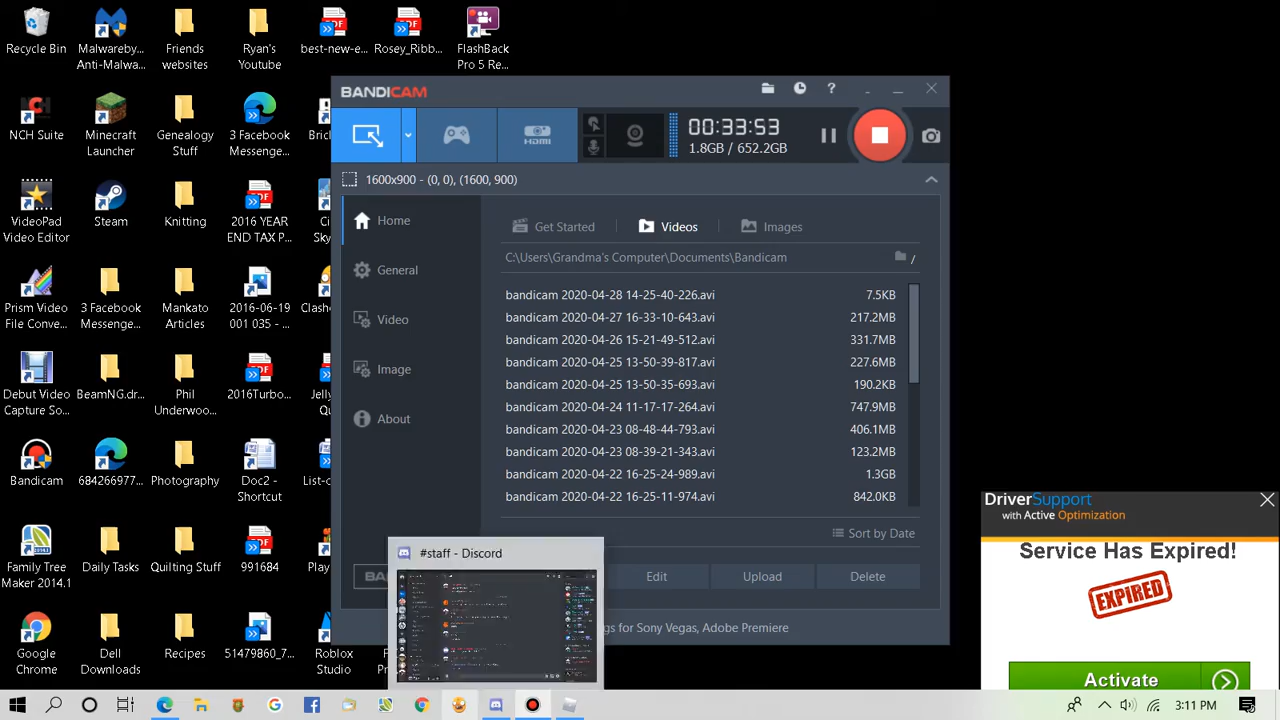 Recycle Bin
Malwareby...
Anti-Malwa...
Friends
websites
Ryan's
Youtube
best-new-e...
Rosey_Ribb...
FlashBack
Pro 5 Re...
NCH Suite
Minecraft
Launcher
Genealogy
Stuff
3 Facebook
Messenge...
VideoPad
Video Editor
Steam
Knitting
2016 YEAR
END TAX P...
Prism Video
File Conve...
3 Facebook
Messenge...
Mankato
Articles
2016-06-19
001 035 - ...
Debut Video
Capture So...
BeamNG.dr...
Phil
Underwoo...
2016Turbo...
Bandicam
684266977...
Photography
Doc2 -
Shortcut
Family Tree
Maker 2014.1
Daily Tasks
Quilting Stuff
991684
Google
Chrome
Dell
Downloads
Recipes
51479860_7...
Roblox
Studio
BANDICAM
HDMI
00:33:53
1.8GB / 652.2GB
1600x900 - (0, 0), (1600, 900)
Home
General
Video
Image
About
Get Started
Videos
Images
C:\Users\Grandma's Computer\Documents\Bandicam
bandicam 2020-04-28 14-25-40-226.avi 7.5KB
bandicam 2020-04-27 16-33-10-643.avi 217.2MB
bandicam 2020-04-26 15-21-49-512.avi 331.7MB
bandicam 2020-04-25 13-50-39-817.avi 227.6MB
bandicam 2020-04-25 13-50-35-693.avi 190.2KB
bandicam 2020-04-24 11-17-17-264.avi 747.9MB
bandicam 2020-04-23 08-48-44-793.avi 406.1MB
bandicam 2020-04-23 08-39-21-343.avi 123.2MB
bandicam 2020-04-22 16-25-24-989.avi 1.3GB
bandicam 2020-04-22 16-25-11-974.avi 842.0KB
Sort by Date
Edit
Upload
Delete
gs for Sony Vegas, Adobe Premiere
#staff - Discord
DriverSupport
with Active Optimization
Service Has Expired!
EXPIRED
Activate
3:11 PM